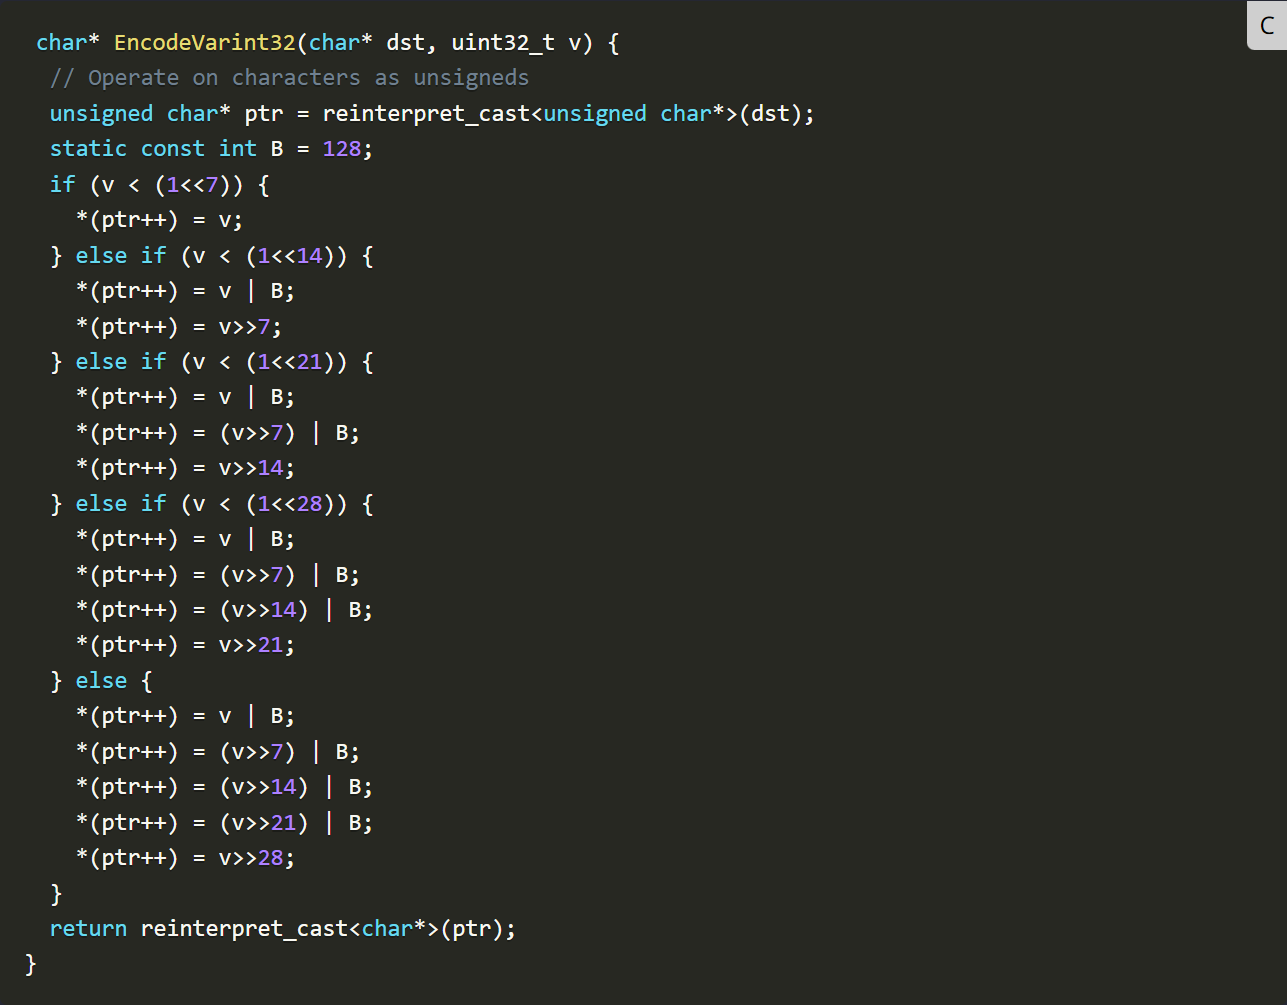 C
char* EncodeVarint32(char* dst, uint32_t v) {
  // Operate on characters as unsigneds
  unsigned char* ptr = reinterpret_cast<unsigned char*>(dst);
  static const int B = 128;
  if (v < (1<<7)) {
    *(ptr++) = v;
  } else if (v < (1<<14)) {
    *(ptr++) = v | B;
    *(ptr++) = v>>7;
  } else if (v < (1<<21)) {
    *(ptr++) = v | B;
    *(ptr++) = (v>>7) | B;
    *(ptr++) = v>>14;
  } else if (v < (1<<28)) {
    *(ptr++) = v | B;
    *(ptr++) = (v>>7) | B;
    *(ptr++) = (v>>14) | B;
    *(ptr++) = v>>21;
  } else {
    *(ptr++) = v | B;
    *(ptr++) = (v>>7) | B;
    *(ptr++) = (v>>14) | B;
    *(ptr++) = (v>>21) | B;
    *(ptr++) = v>>28;
  }
  return reinterpret_cast<char*>(ptr);
}